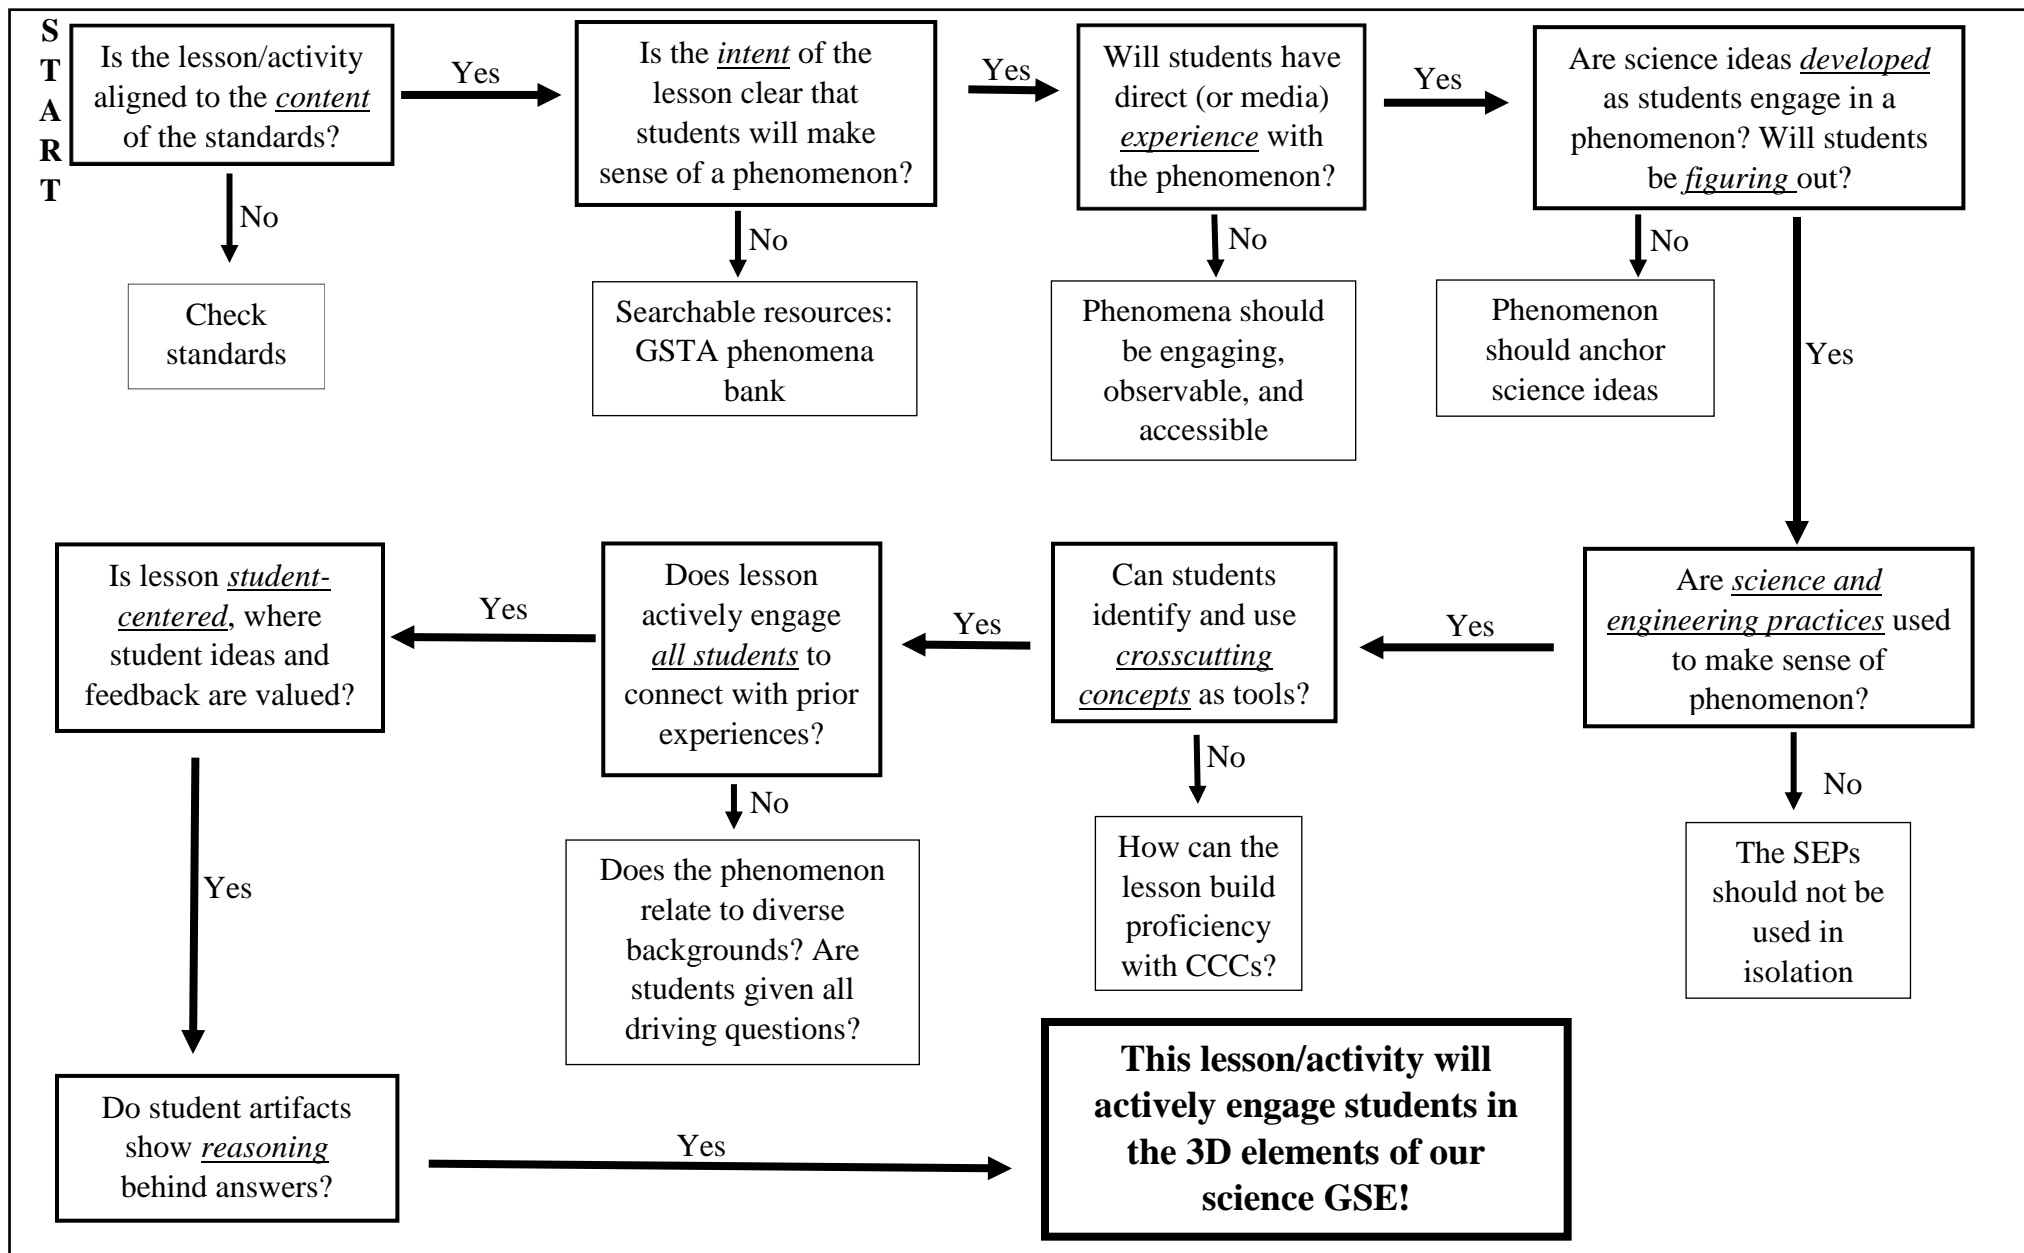 START
Is the lesson/activity
aligned to the content
of the standards?
Yes
Is the intent of the
lesson clear that
students will make
sense of a phenomenon?
Yes
Will students have
direct (or media)
experience with
the phenomenon?
Yes
Are science ideas developed
as students engage in a
phenomenon? Will students
be figuring out?
No
No
No
No
Check
standards
Searchable resources:
GSTA phenomena
bank
Phenomena should
be engaging,
observable, and
accessible
Phenomenon
should anchor
science ideas
Yes
Are science and
engineering practices used
to make sense of
phenomenon?
Yes
Can students
identify and use
crosscutting
concepts as tools?
Yes
Does lesson
actively engage
all students to
connect with prior
experiences?
Yes
Is lesson student-
centered, where
student ideas and
feedback are valued?
No
No
No
The SEPs
should not be
used in
isolation
How can the
lesson build
proficiency
with CCCs?
Does the phenomenon
relate to diverse
backgrounds? Are
students given all
driving questions?
Yes
Do student artifacts
show reasoning
behind answers?
Yes
This lesson/activity will
actively engage students in
the 3D elements of our
science GSE!